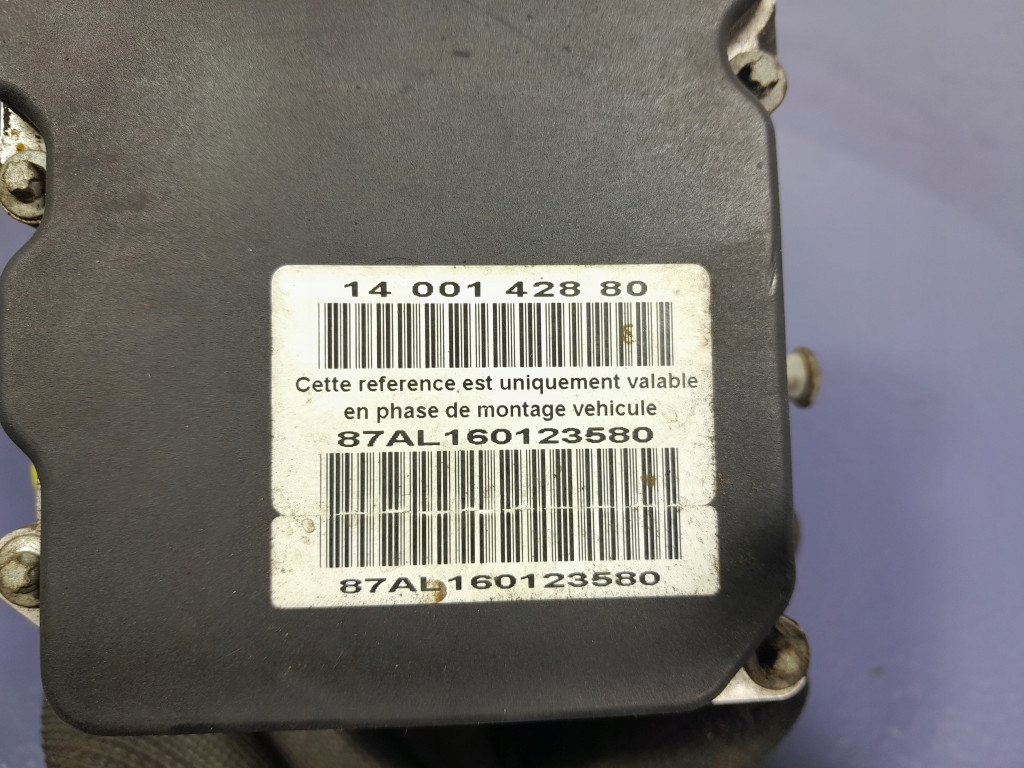 14 001 428 80
Cette reference est uniquement valable
en phase de montage vehicule
87AL160123580
87AL160123580